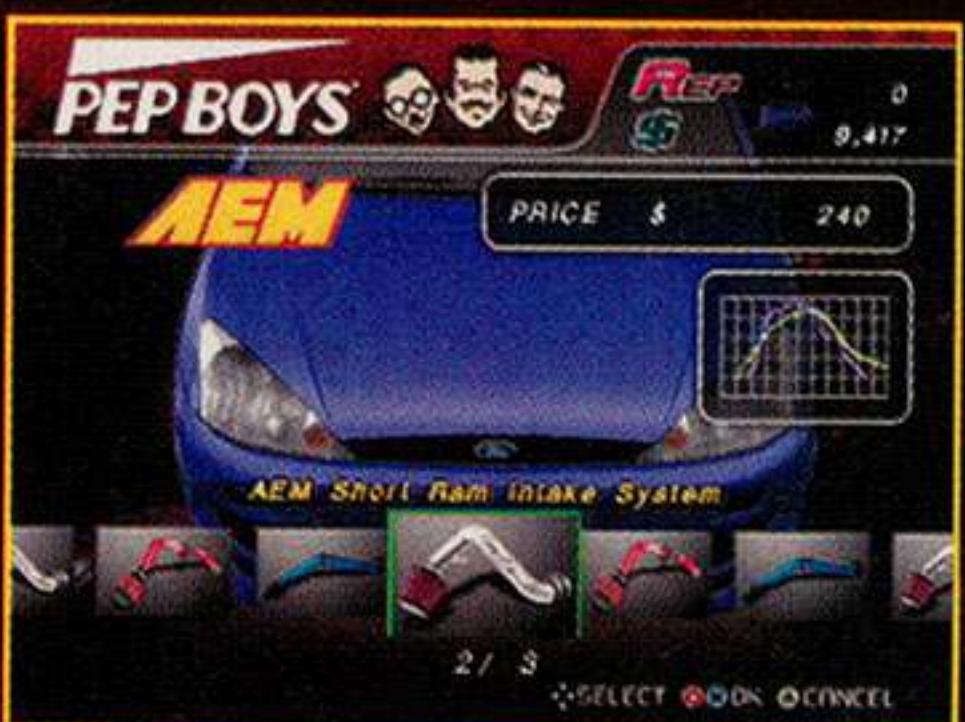 PEP BOYS
REP
0
$
9,417
AEM
PRICE $ 240
AEM Short Ram Intake System
2/ 3
SELECT OK CANCEL